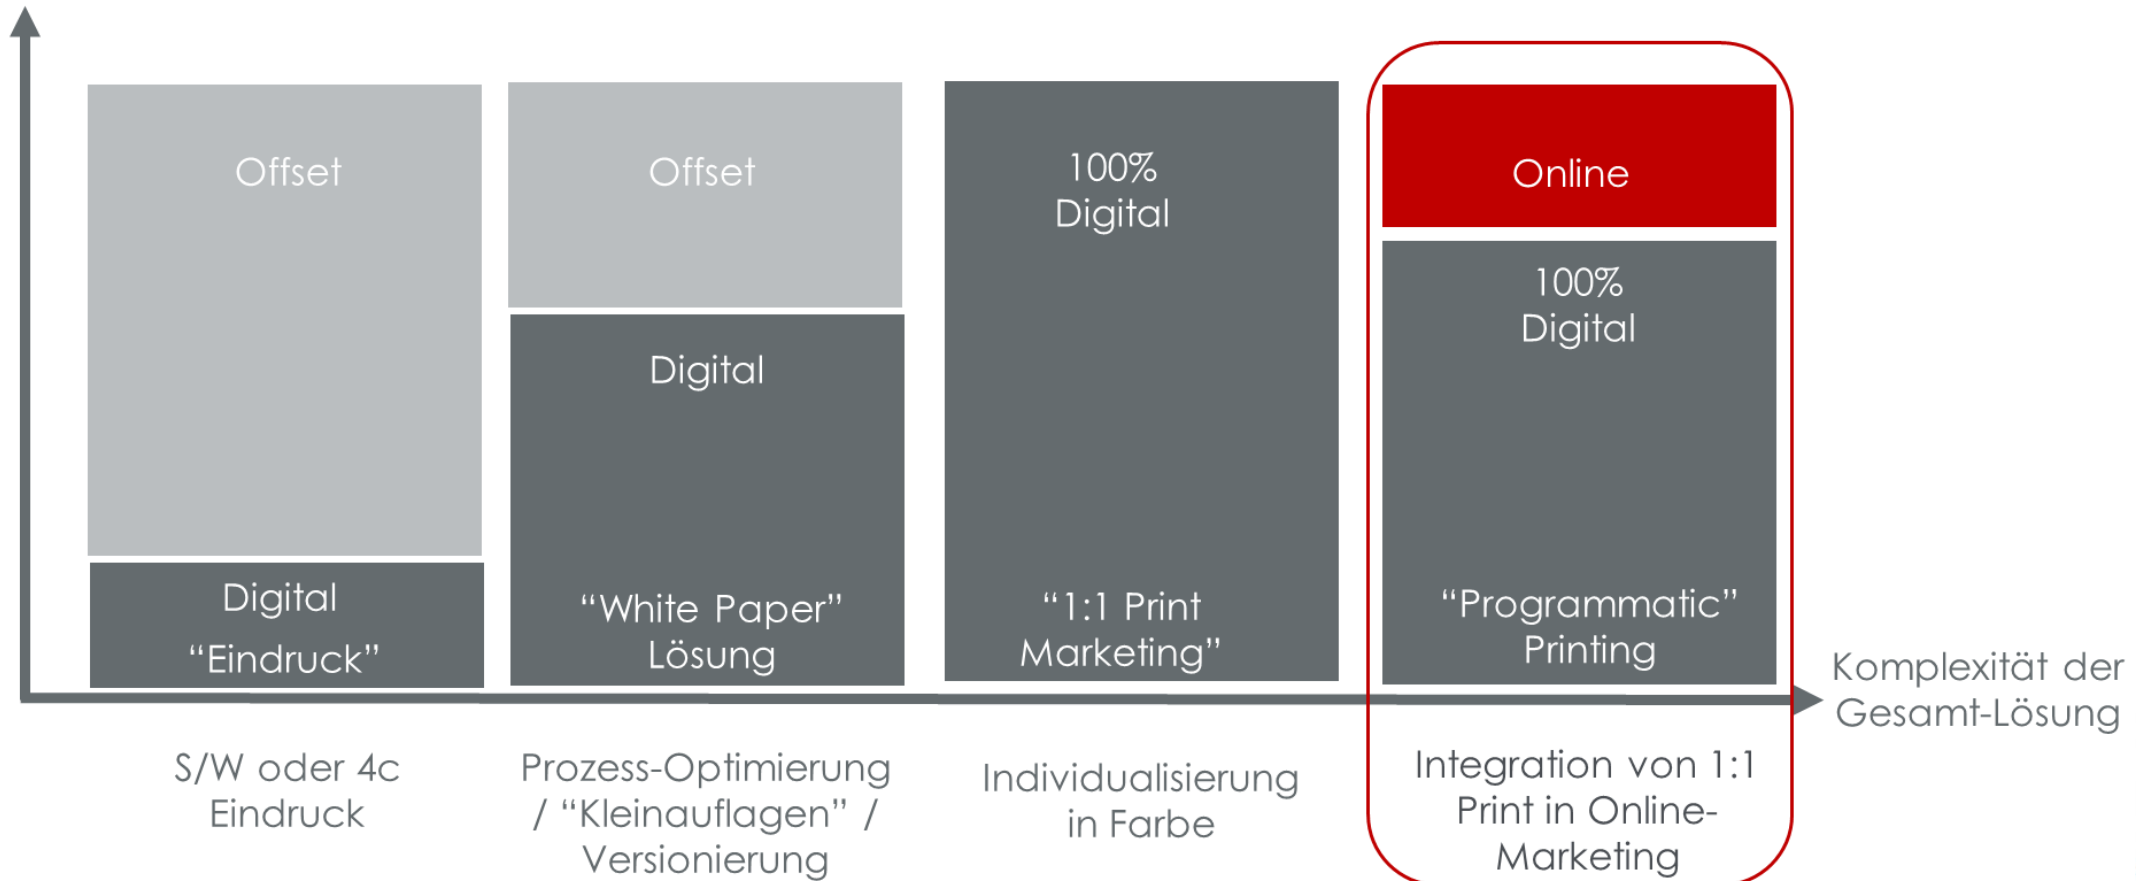 Offset
Digital
“Eindruck”
S/W oder 4c
Eindruck
Offset
Digital
“White Paper”
Lösung
Prozess-Optimierung
/ “Kleinauflagen” /
Versionierung
100%
Digital
“1:1 Print
Marketing”
Individualisierung
in Farbe
Online
100%
Digital
“Programmatic”
Printing
Integration von 1:1
Print in Online-
Marketing
Komplexität der
Gesamt-Lösung